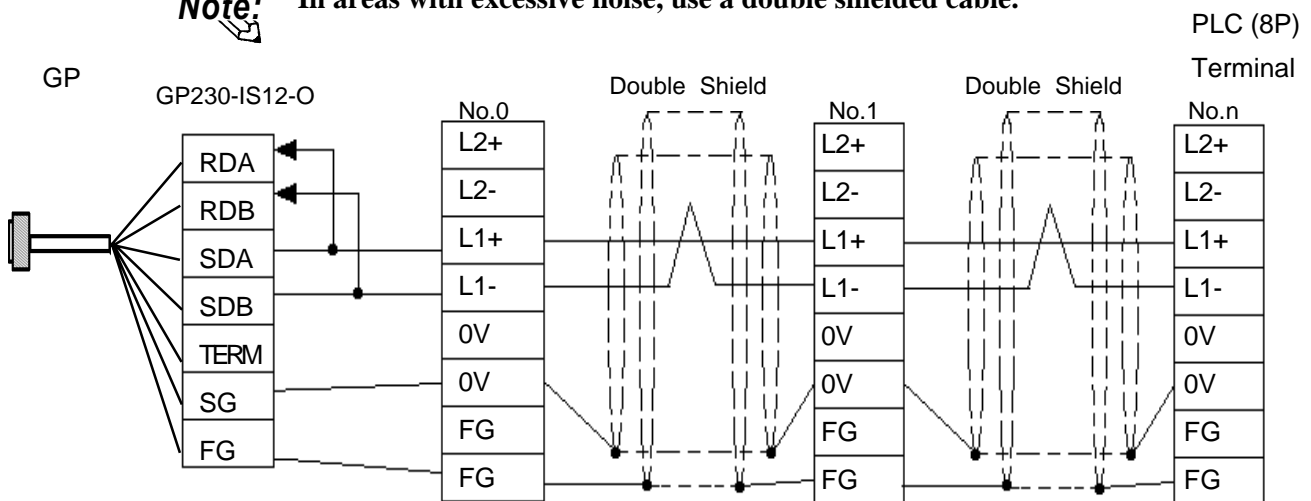 Note! In areas with excessive noise, use a double shielded cable.
PLC (8P)
Terminal
GP
GP230-IS12-O
Double Shield
Double Shield
No.0
No.1
No.n
RDA
RDB
SDA
SDB
TERM
SG
FG
L2+
L2-
L1+
L1-
0V
0V
FG
FG
L2+
L2-
L1+
L1-
0V
0V
FG
FG
L2+
L2-
L1+
L1-
0V
0V
FG
FG